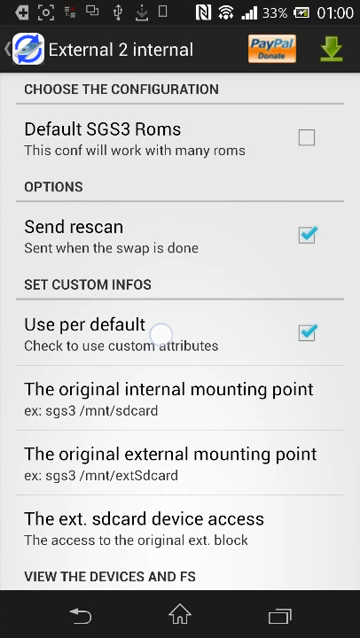 33% 01:00
External 2 internal
PayPal
Donate
CHOOSE THE CONFIGURATION
Default SGS3 Roms
This conf will work with many roms
OPTIONS
Send rescan
Sent when the swap is done
SET CUSTOM INFOS
Use per default
Check to use custom attributes
The original internal mounting point
ex: sgs3 /mnt/sdcard
The original external mounting point
ex: sgs3 /mnt/extSdcard
The ext. sdcard device access
The access to the original ext. block
VIEW THE DEVICES AND FS